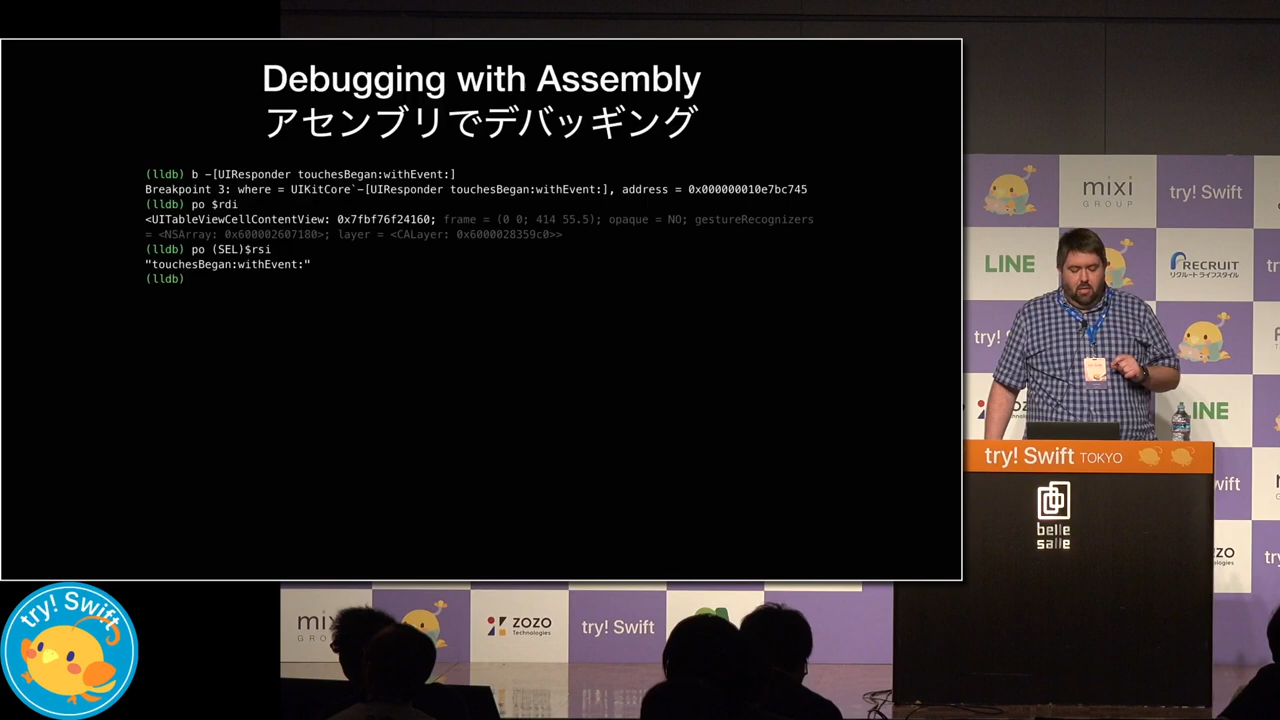 Debugging with Assembly
アセンブリでデバッギング
(lldb) b -[UIResponder touchesBegan:withEvent:]
Breakpoint 3: where = UIKitCore`-[UIResponder touchesBegan:withEvent:], address = 0x000000010e7bc745
(lldb) po $rdi
<UITableViewCellContentView: 0x7fbf76f24160; frame = (0 0; 414 55.5); opaque = NO; gestureRecognizers
= <NSArray: 0x600002607180>; layer = <CALayer: 0x6000028359c0>>
(lldb) po (SEL)$rsi
"touchesBegan:withEvent:"
(lldb)
mixi
GROUP
try! Swift
LINE
RECRUIT
リクルートライフスタイル
try!
LINE
try! Swift TOKYO
belle
salle
try! Swift
mixi
ZOZO
Technologies
try! Swift